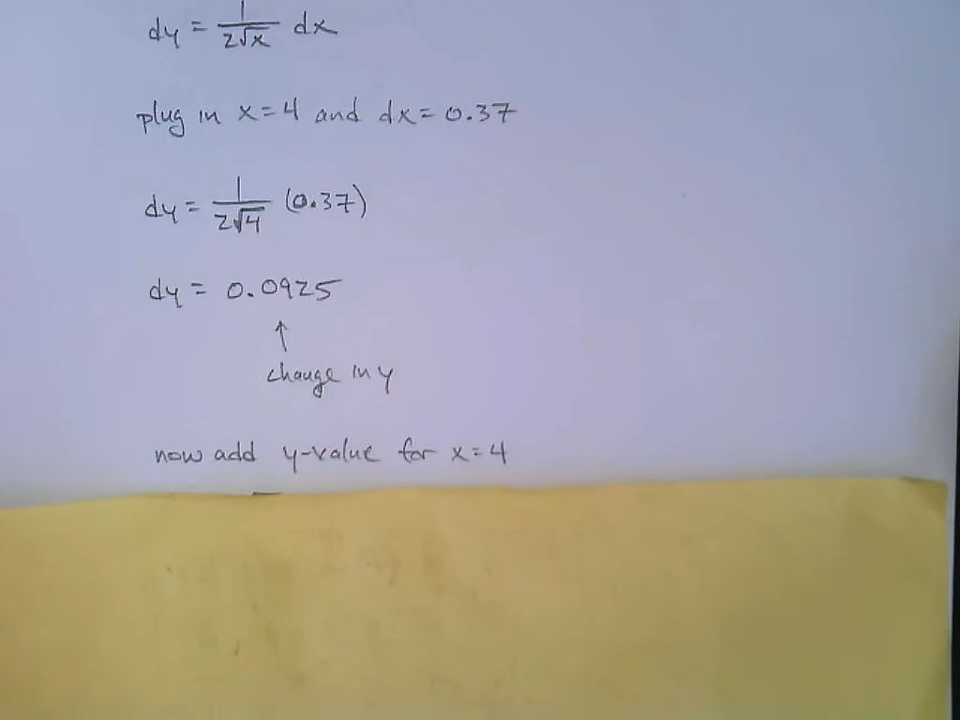 dy = 1/(2√x) dx
plug in x=4 and dx=0.37
dy = 1/(2√4) (0.37)
dy = 0.0925
↑
change in y
now add y-value for x=4